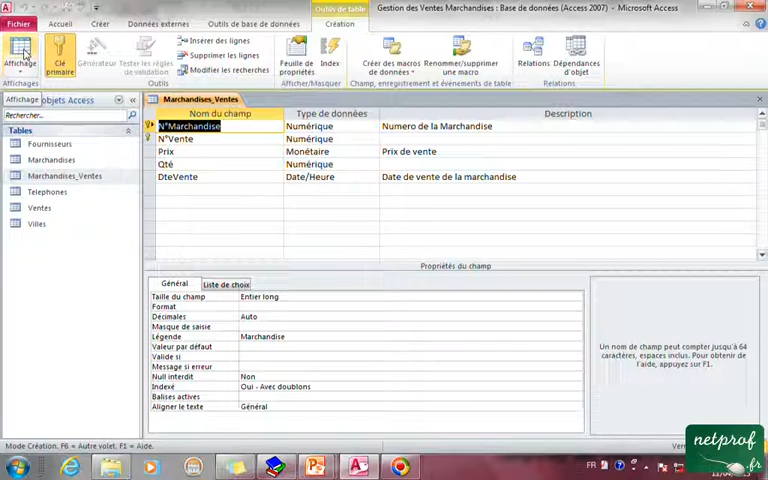 Outils de table
Gestion des Ventes Marchandises : Base de données (Access 2007) - Microsoft Access
Fichier Accueil Créer Données externes Outils de base de données Création
Affichage
Clé primaire
Générateur
Tester les règles de validation
Insérer des lignes
Supprimer les lignes
Modifier les recherches
Feuille de propriétés
Index
Créer des macros de données
Renommer/supprimer une macro
Relations
Dépendances d'objet
Affichages
Outils
Afficher/Masquer
Champ, enregistrement et événements de table
Relations
Affichage
objets Access
Rechercher...
Tables
Fournisseurs
Marchandises
Marchandises_Ventes
Telephones
Ventes
Villes
Marchandises_Ventes
Nom du champ Type de données Description
N°Marchandise Numérique Numero de la Marchandise
N°Vente Numérique
Prix Monétaire Prix de vente
Qté Numérique
DteVente Date/Heure Date de vente de la marchandise
Propriétés du champ
Général Liste de choix
Taille du champ Entier long
Format
Décimales Auto
Masque de saisie
Légende Marchandise
Valeur par défaut
Valide si
Message si erreur
Null interdit Non
Indexé Oui - Avec doublons
Balises actives
Aligner le texte Général
Un nom de champ peut compter jusqu'à 64
caractères, espaces inclus. Pour obtenir de
l'aide, appuyez sur F1.
Mode Création. F6 = Autre volet. F1 = Aide.
FR
netprof
.fr